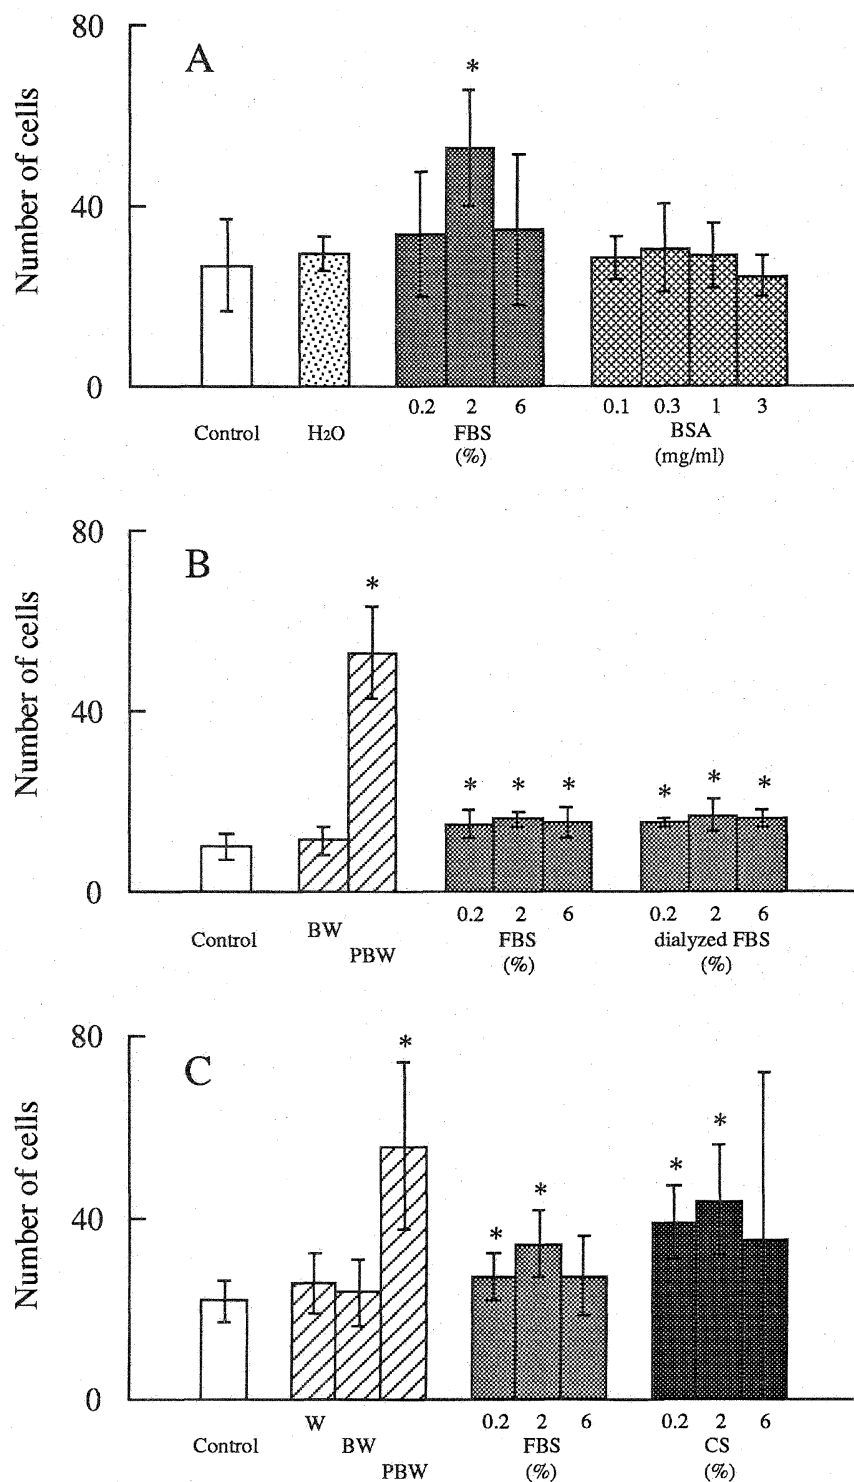 80
A
*
Number of cells
40
0
0.2 2 6 0.1 0.3 1 3
Control H2O FBS BSA
(%) (mg/ml)
80
B
*
Number of cells
40
* * * * * *
0
0.2 2 6 0.2 2 6
Control BW FBS dialyzed FBS
PBW (%) (%)
80
C
*
Number of cells
* * * *
40
0
W 0.2 2 6 0.2 2 6
Control BW FBS CS
PBW (%) (%)